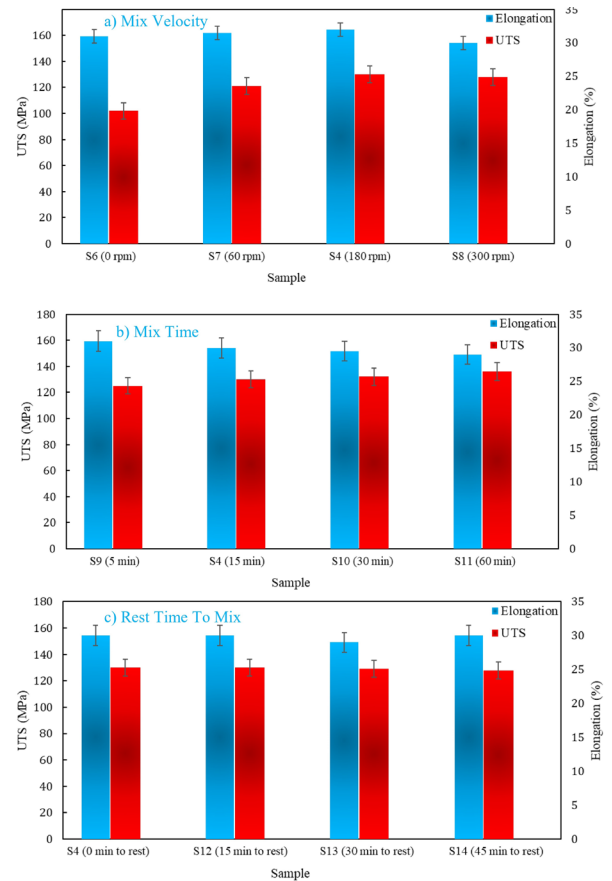 a) Mix Velocity
Elongation
UTS
35
160
140
120
100
80
60
40
20
0
30
25
20
15
10
5
0
UTS (MPa)
Elongation (%)
S6 (0 rpm) S7 (60 rpm) S4 (180 rpm) S8 (300 rpm)
Sample
b) Mix Time
Elongation
UTS
180
160
140
120
100
80
60
40
20
0
35
30
25
20
15
10
5
0
UTS (MPa)
Elongation (%)
S9 (5 min) S4 (15 min) S10 (30 min) S11 (60 min)
Sample
c) Rest Time To Mix
Elongation
UTS
180
160
140
120
100
80
60
40
20
0
35
30
25
20
15
10
5
0
UTS (MPa)
Elongation (%)
S4 (0 min to rest) S12 (15 min to rest) S13 (30 min to rest) S14 (45 min to rest)
Sample